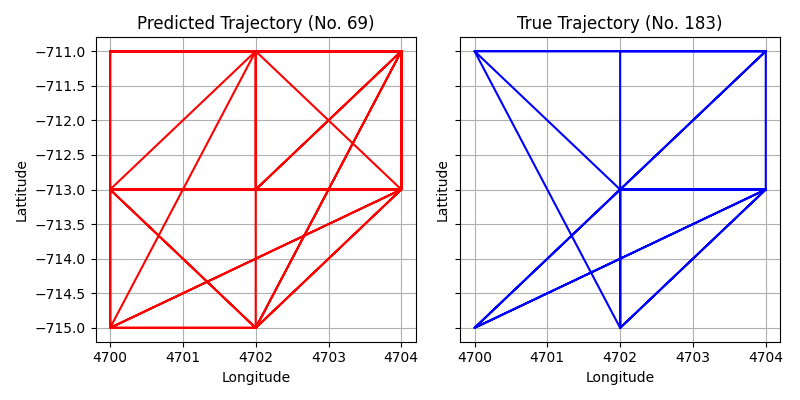 Predicted Trajectory (No. 69)
True Trajectory (No. 183)
−711.0
−711.5
−712.0
−712.5
−713.0
−713.5
−714.0
−714.5
−715.0
Lattitude
Lattitude
4700 4701 4702 4703 4704
4700 4701 4702 4703 4704
Longitude
Longitude